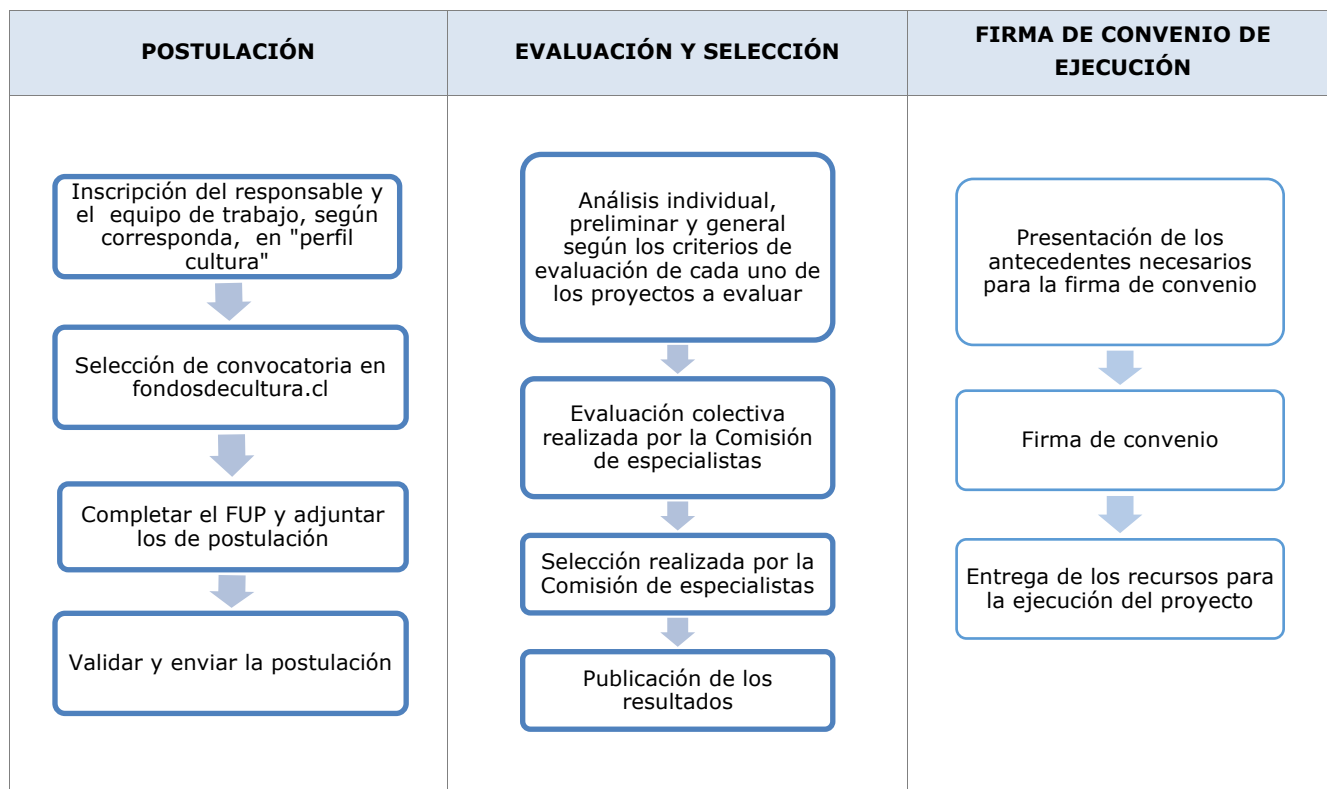 POSTULACIÓN
EVALUACIÓN Y SELECCIÓN
FIRMA DE CONVENIO DE
EJECUCIÓN
Inscripción del responsable y
el equipo de trabajo, según
corresponda, en "perfil
cultura"
Selección de convocatoria en
fondosdecultura.cl
Completar el FUP y adjuntar
los de postulación
Validar y enviar la postulación
Análisis individual,
preliminar y general
según los criterios de
evaluación de cada uno de
los proyectos a evaluar
Evaluación colectiva
realizada por la Comisión
de especialistas
Selección realizada por la
Comisión de especialistas
Publicación de los
resultados
Presentación de los
antecedentes necesarios
para la firma de convenio
Firma de convenio
Entrega de los recursos para
la ejecución del proyecto